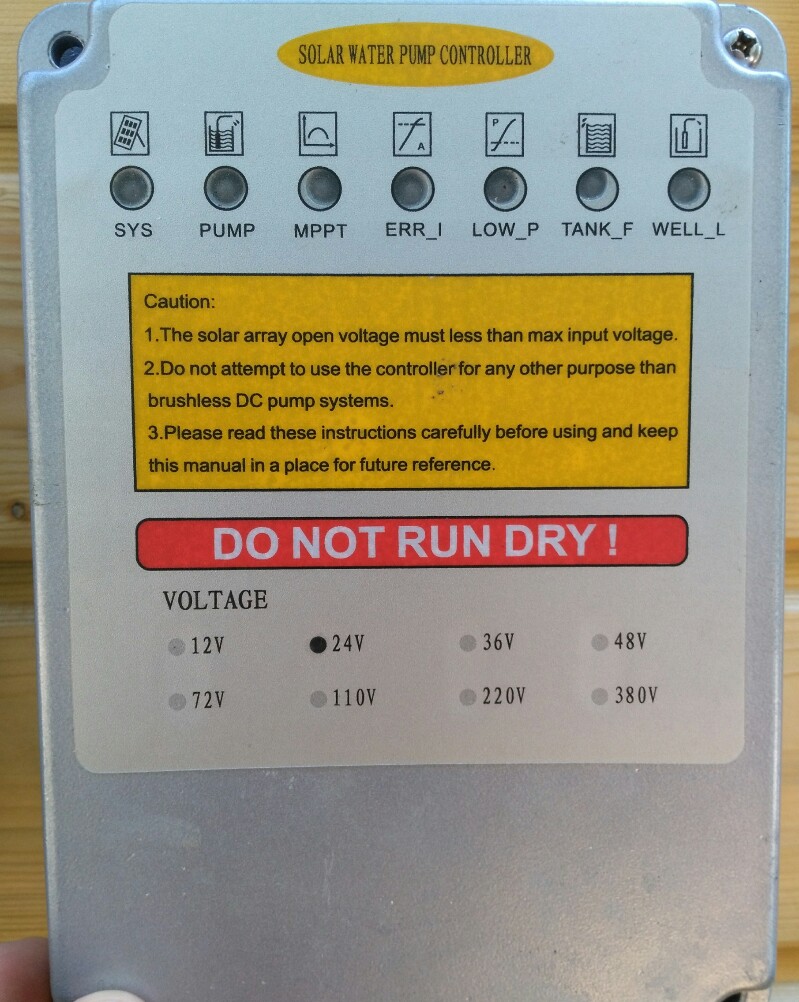 SOLAR WATER PUMP CONTROLLER
A
P
SYS PUMP MPPT ERR_I LOW_P TANK_F WELL_L
Caution:
1.The solar array open voltage must less than max input voltage.
2.Do not attempt to use the controller for any other purpose than
brushless DC pump systems.
3.Please read these instructions carefully before using and keep
this manual in a place for future reference.
DO NOT RUN DRY !
VOLTAGE
12V 24V 36V 48V
72V 110V 220V 380V